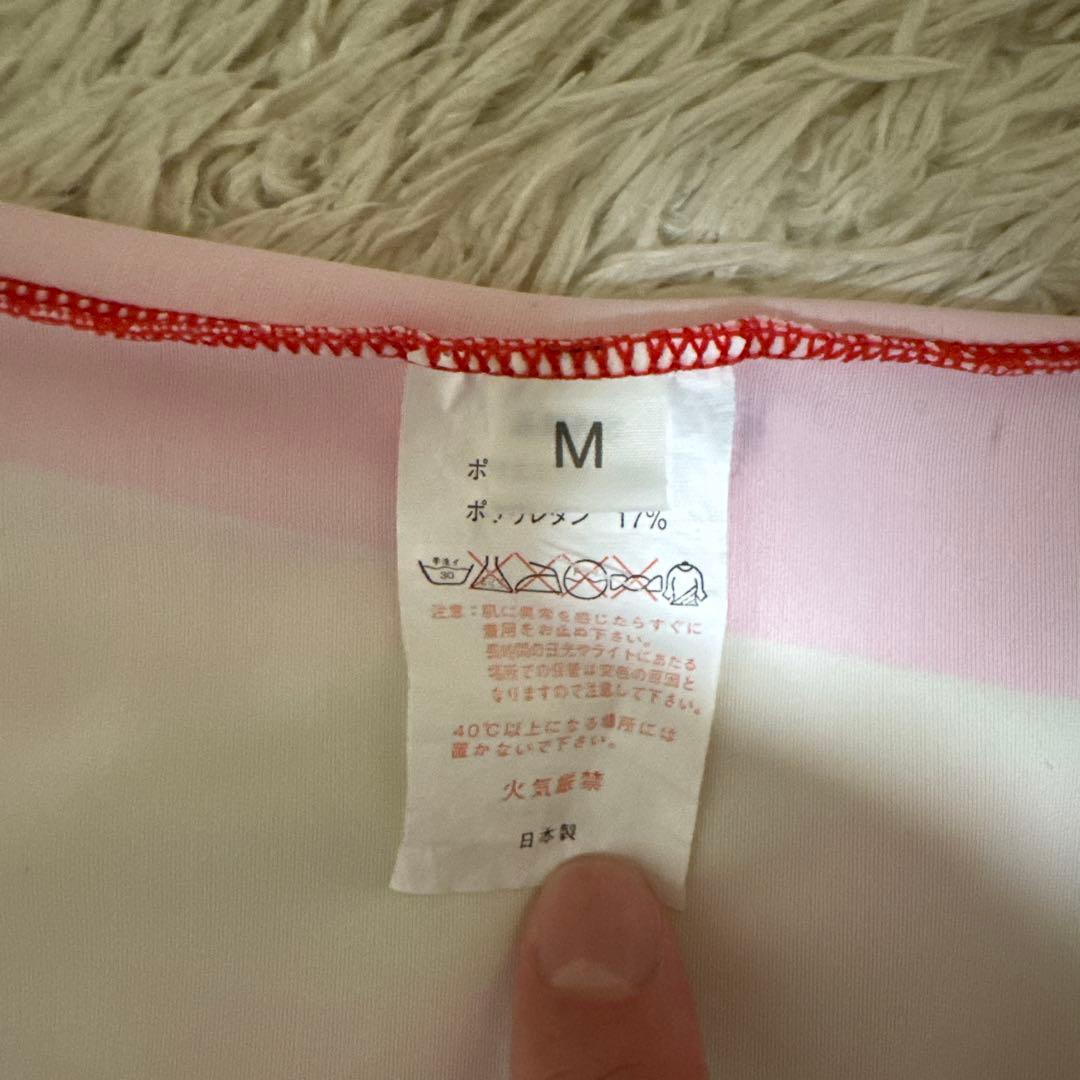 M
ポ
ポリウレタン 17%
手洗イ
30
注意：肌に異常を感じたらすぐに
着用をお止め下さい。
長時間の日光やライトにあたる
場所での保管は変色の原因と
なりますので注意して下さい。
40℃以上になる場所には
置かないで下さい。
火気厳禁
日本製